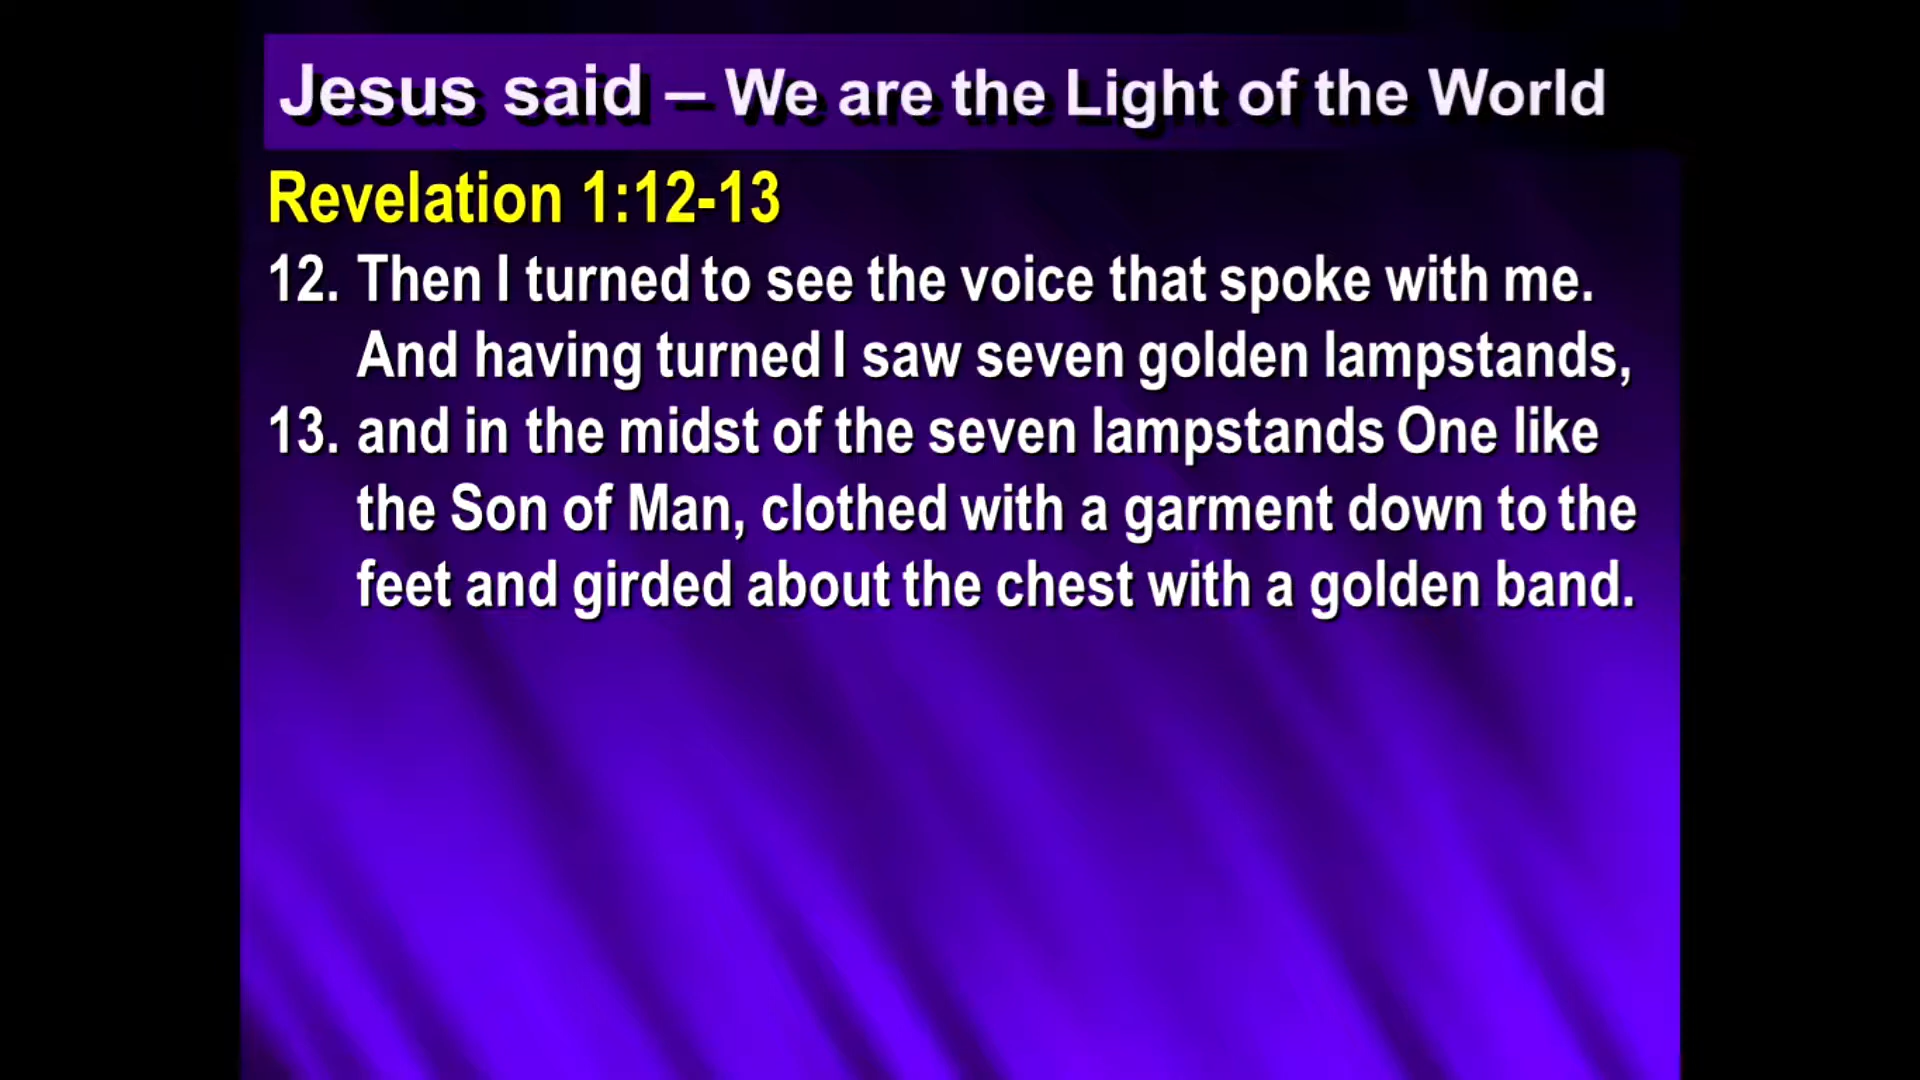 Jesus said – We are the Light of the World
Revelation 1:12-13
12. Then I turned to see the voice that spoke with me.
And having turned I saw seven golden lampstands,
13. and in the midst of the seven lampstands One like
the Son of Man, clothed with a garment down to the
feet and girded about the chest with a golden band.